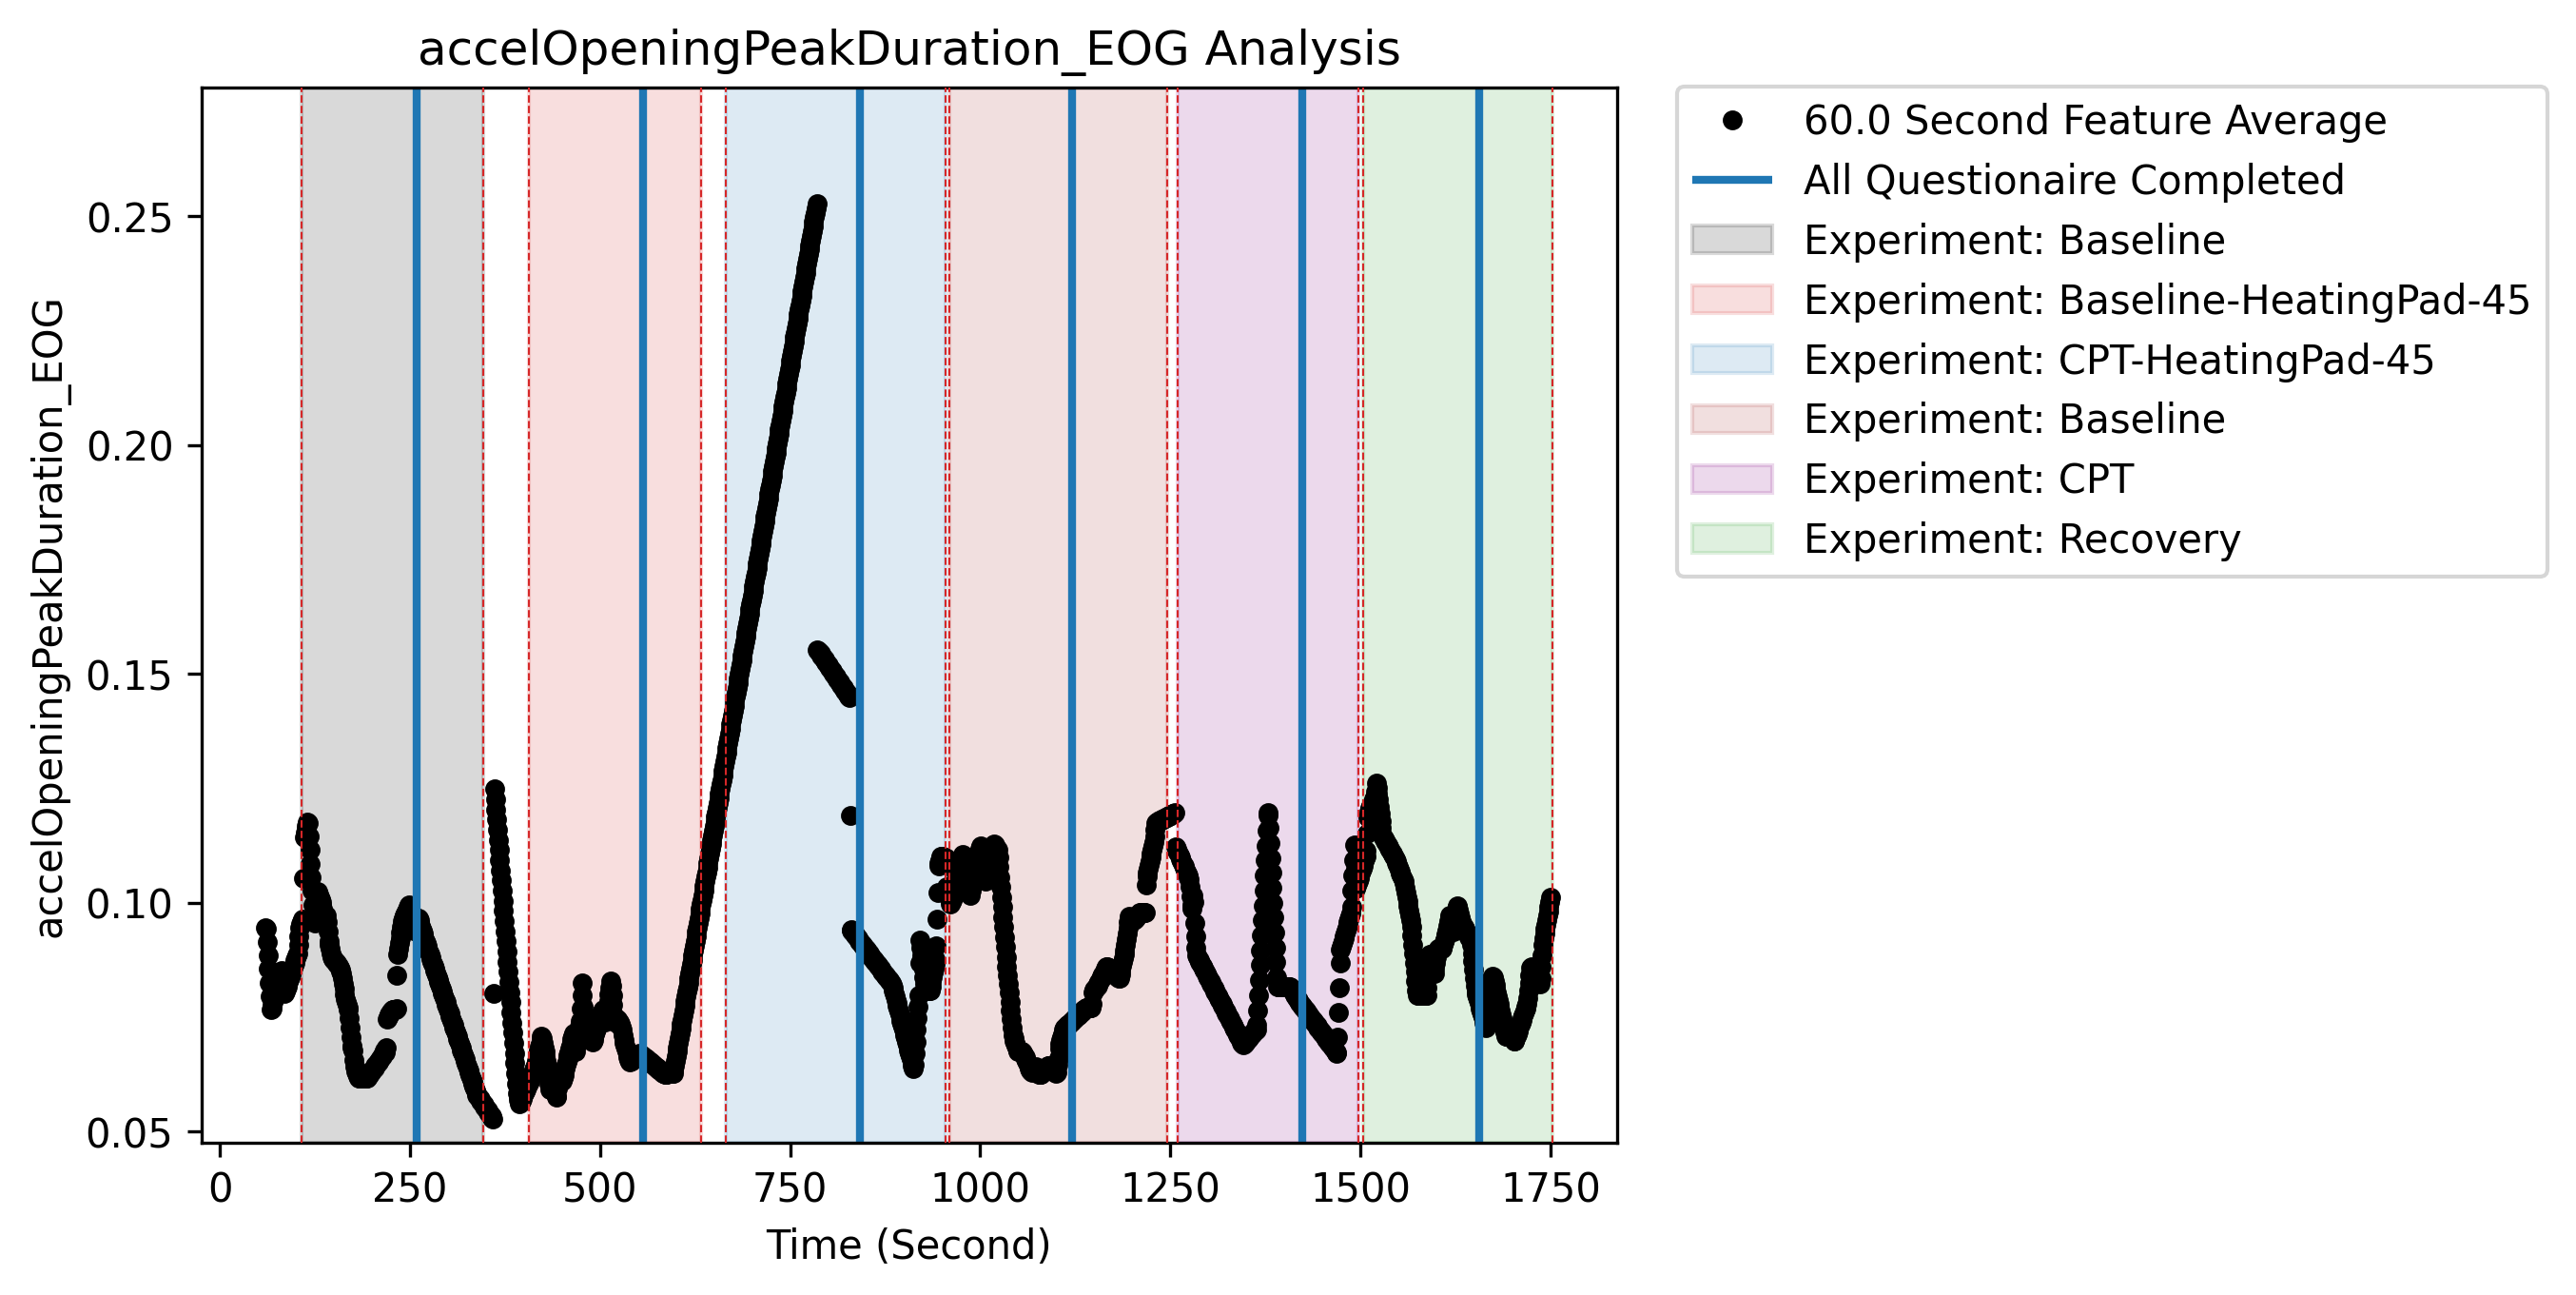 accelOpeningPeakDuration_EOG Analysis
accelOpeningPeakDuration_EOG
0.25
0.20
0.15
0.10
0.05
0 250 500 750 1000 1250 1500 1750
Time (Second)
60.0 Second Feature Average
All Questionaire Completed
Experiment: Baseline
Experiment: Baseline-HeatingPad-45
Experiment: CPT-HeatingPad-45
Experiment: Baseline
Experiment: CPT
Experiment: Recovery